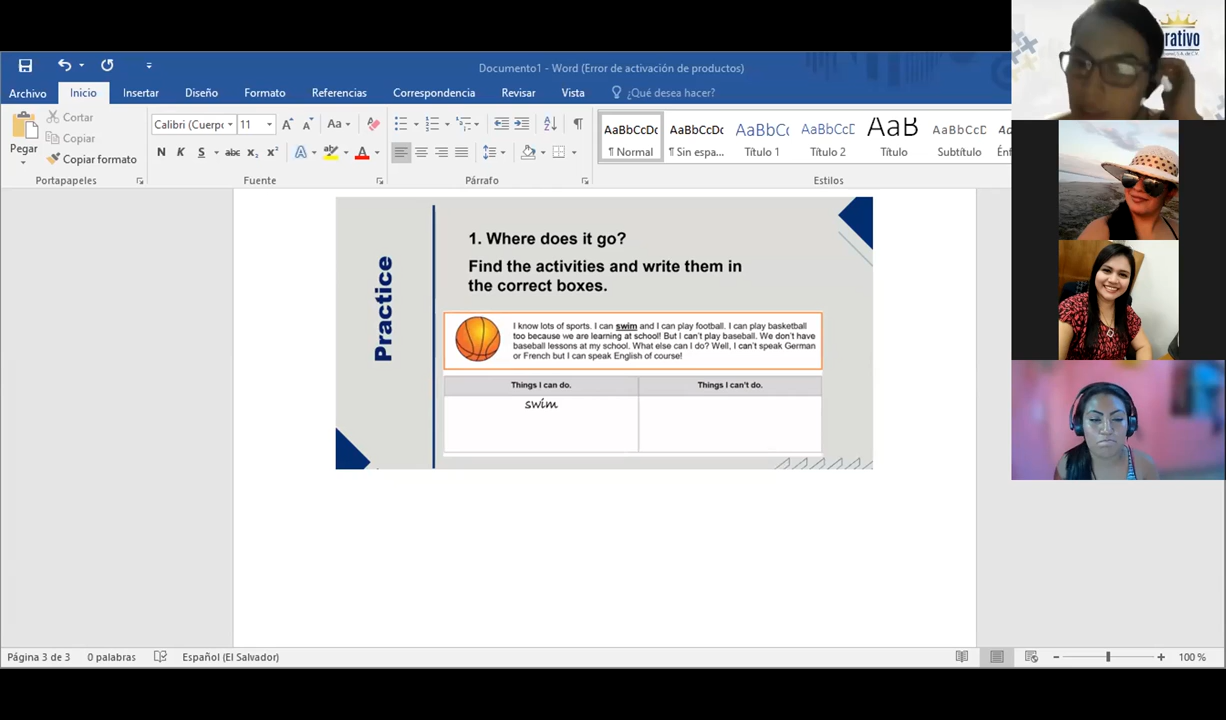 rativo
Documento1 - Word (Error de activación de productos)
Archivo Inicio Insertar Diseño Formato Referencias Correspondencia Revisar Vista ¿Qué desea hacer?
Pegar
Cortar
Copiar
Copiar formato
Portapapeles
Calibri (Cuerpo 11
Aa
N K S abc x₂ x² A A
Fuente
Párrafo
AaBbCcDc AaBbCcDc AaBbCc AaBbCcD AaB AaBbCcD
¶ Normal ¶ Sin espa... Título 1 Título 2 Título Subtítulo
Estilos
Practice
1. Where does it go?
Find the activities and write them in
the correct boxes.
I know lots of sports. I can swim and I can play football. I can play basketball
too because we are learning at school! But I can't play baseball. We don't have
baseball lessons at my school. What else can I do? Well, I can't speak German
or French but I can speak English of course!
Things I can do. Things I can't do.
swim
Página 3 de 3 0 palabras Español (El Salvador) 100 %